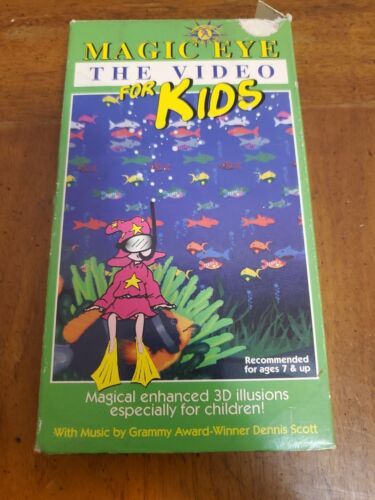 MAGIC EYE
THE VIDEO
FOR KIDS
Recommended
for ages 7 & up
Magical enhanced 3D illusions
especially for children!
With Music by Grammy Award-Winner Dennis Scott